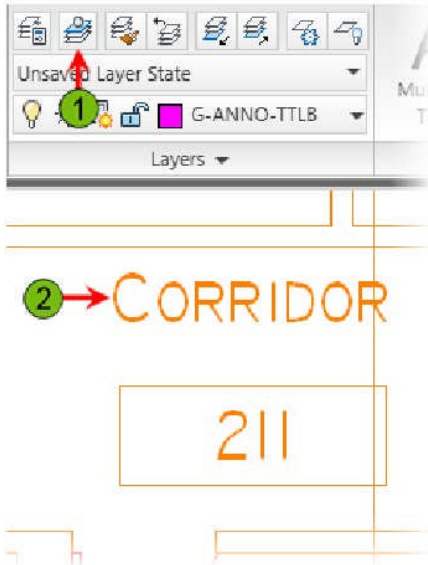 Unsaved Layer State
1
G-ANNO-TTLB
Layers
2
CORRIDOR
211